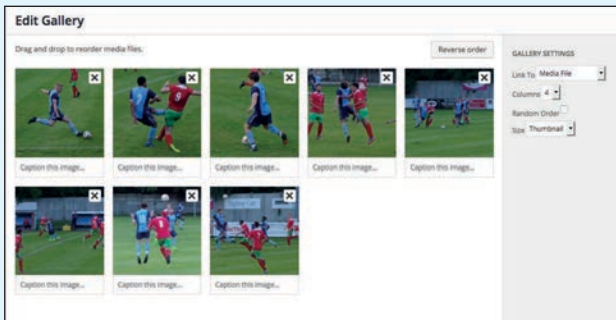 Edit Gallery
Drag and drop to reorder media files.
Reverse order
Caption this image...
Caption this image...
Caption this image...
Caption this image...
Caption this image...
Caption this image...
Caption this image...
Caption this image...
GALLERY SETTINGS
Link To Media File
Columns 4
Random Order
Size Thumbnail